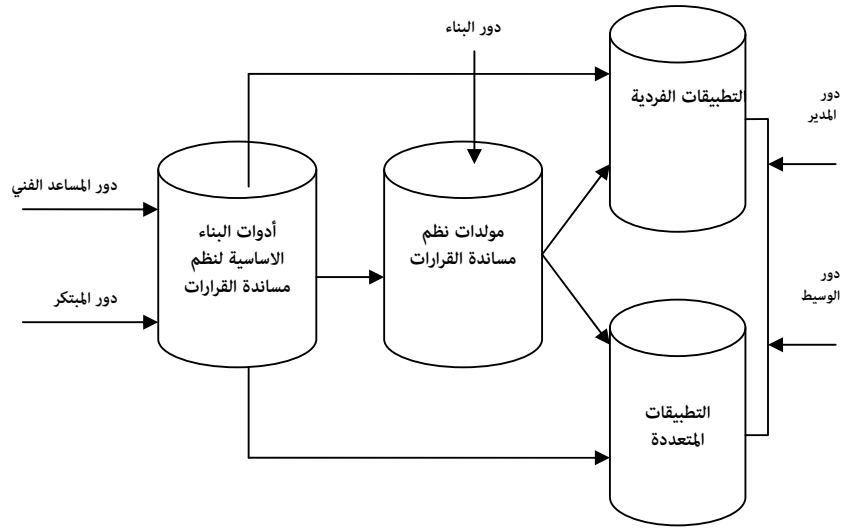 دور البناء
التطبيقات الفردية
دور
المدير
دور المساعد الفني
أدوات البناء
الاساسية لنظم
مساندة القرارات
مولدات نظم
مساندة القرارات
دور المبتكر
دور
الوسيط
التطبيقات
المتعددة